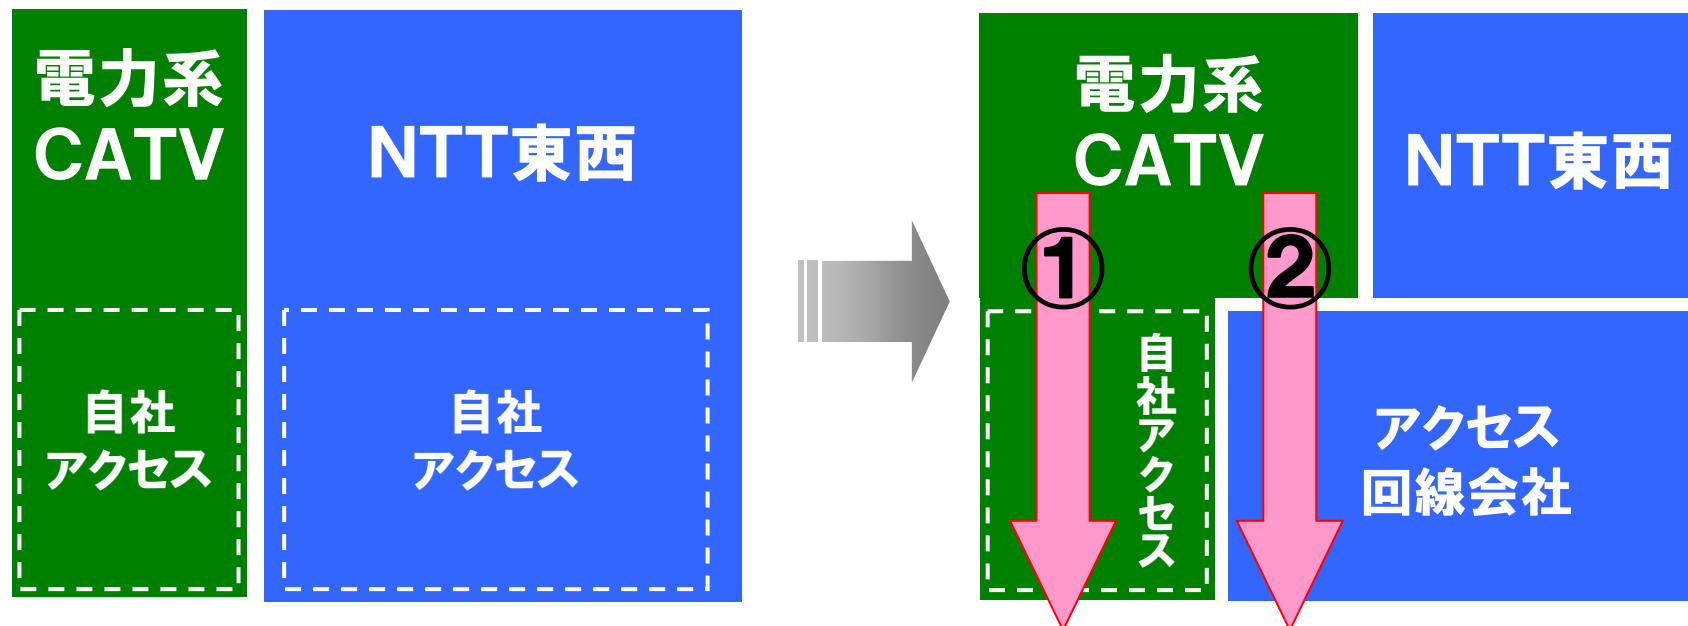 電力系
CATV
NTT東西
自社
アクセス
自社
アクセス
電力系
CATV
NTT東西
①
②
自社アクセス
アクセス
回線会社